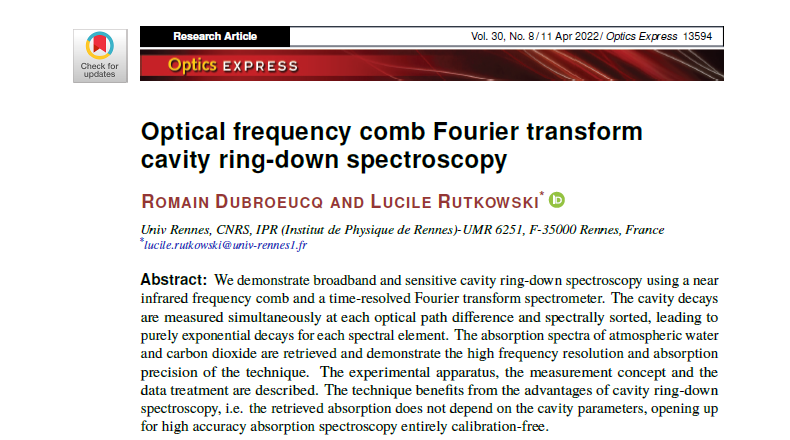 Check for
updates
Research Article
Vol. 30, No. 8 / 11 Apr 2022 / Optics Express 13594
Optics EXPRESS
Optical frequency comb Fourier transform
cavity ring-down spectroscopy
ROMAIN DUBROEUCQ AND LUCILE RUTKOWSKI* iD
Univ Rennes, CNRS, IPR (Institut de Physique de Rennes)-UMR 6251, F-35000 Rennes, France
*lucile.rutkowski@univ-rennes1.fr
Abstract: We demonstrate broadband and sensitive cavity ring-down spectroscopy using a near
infrared frequency comb and a time-resolved Fourier transform spectrometer. The cavity decays
are measured simultaneously at each optical path difference and spectrally sorted, leading to
purely exponential decays for each spectral element. The absorption spectra of atmospheric water
and carbon dioxide are retrieved and demonstrate the high frequency resolution and absorption
precision of the technique. The experimental apparatus, the measurement concept and the
data treatment are described. The technique benefits from the advantages of cavity ring-down
spectroscopy, i.e. the retrieved absorption does not depend on the cavity parameters, opening up
for high accuracy absorption spectroscopy entirely calibration-free.